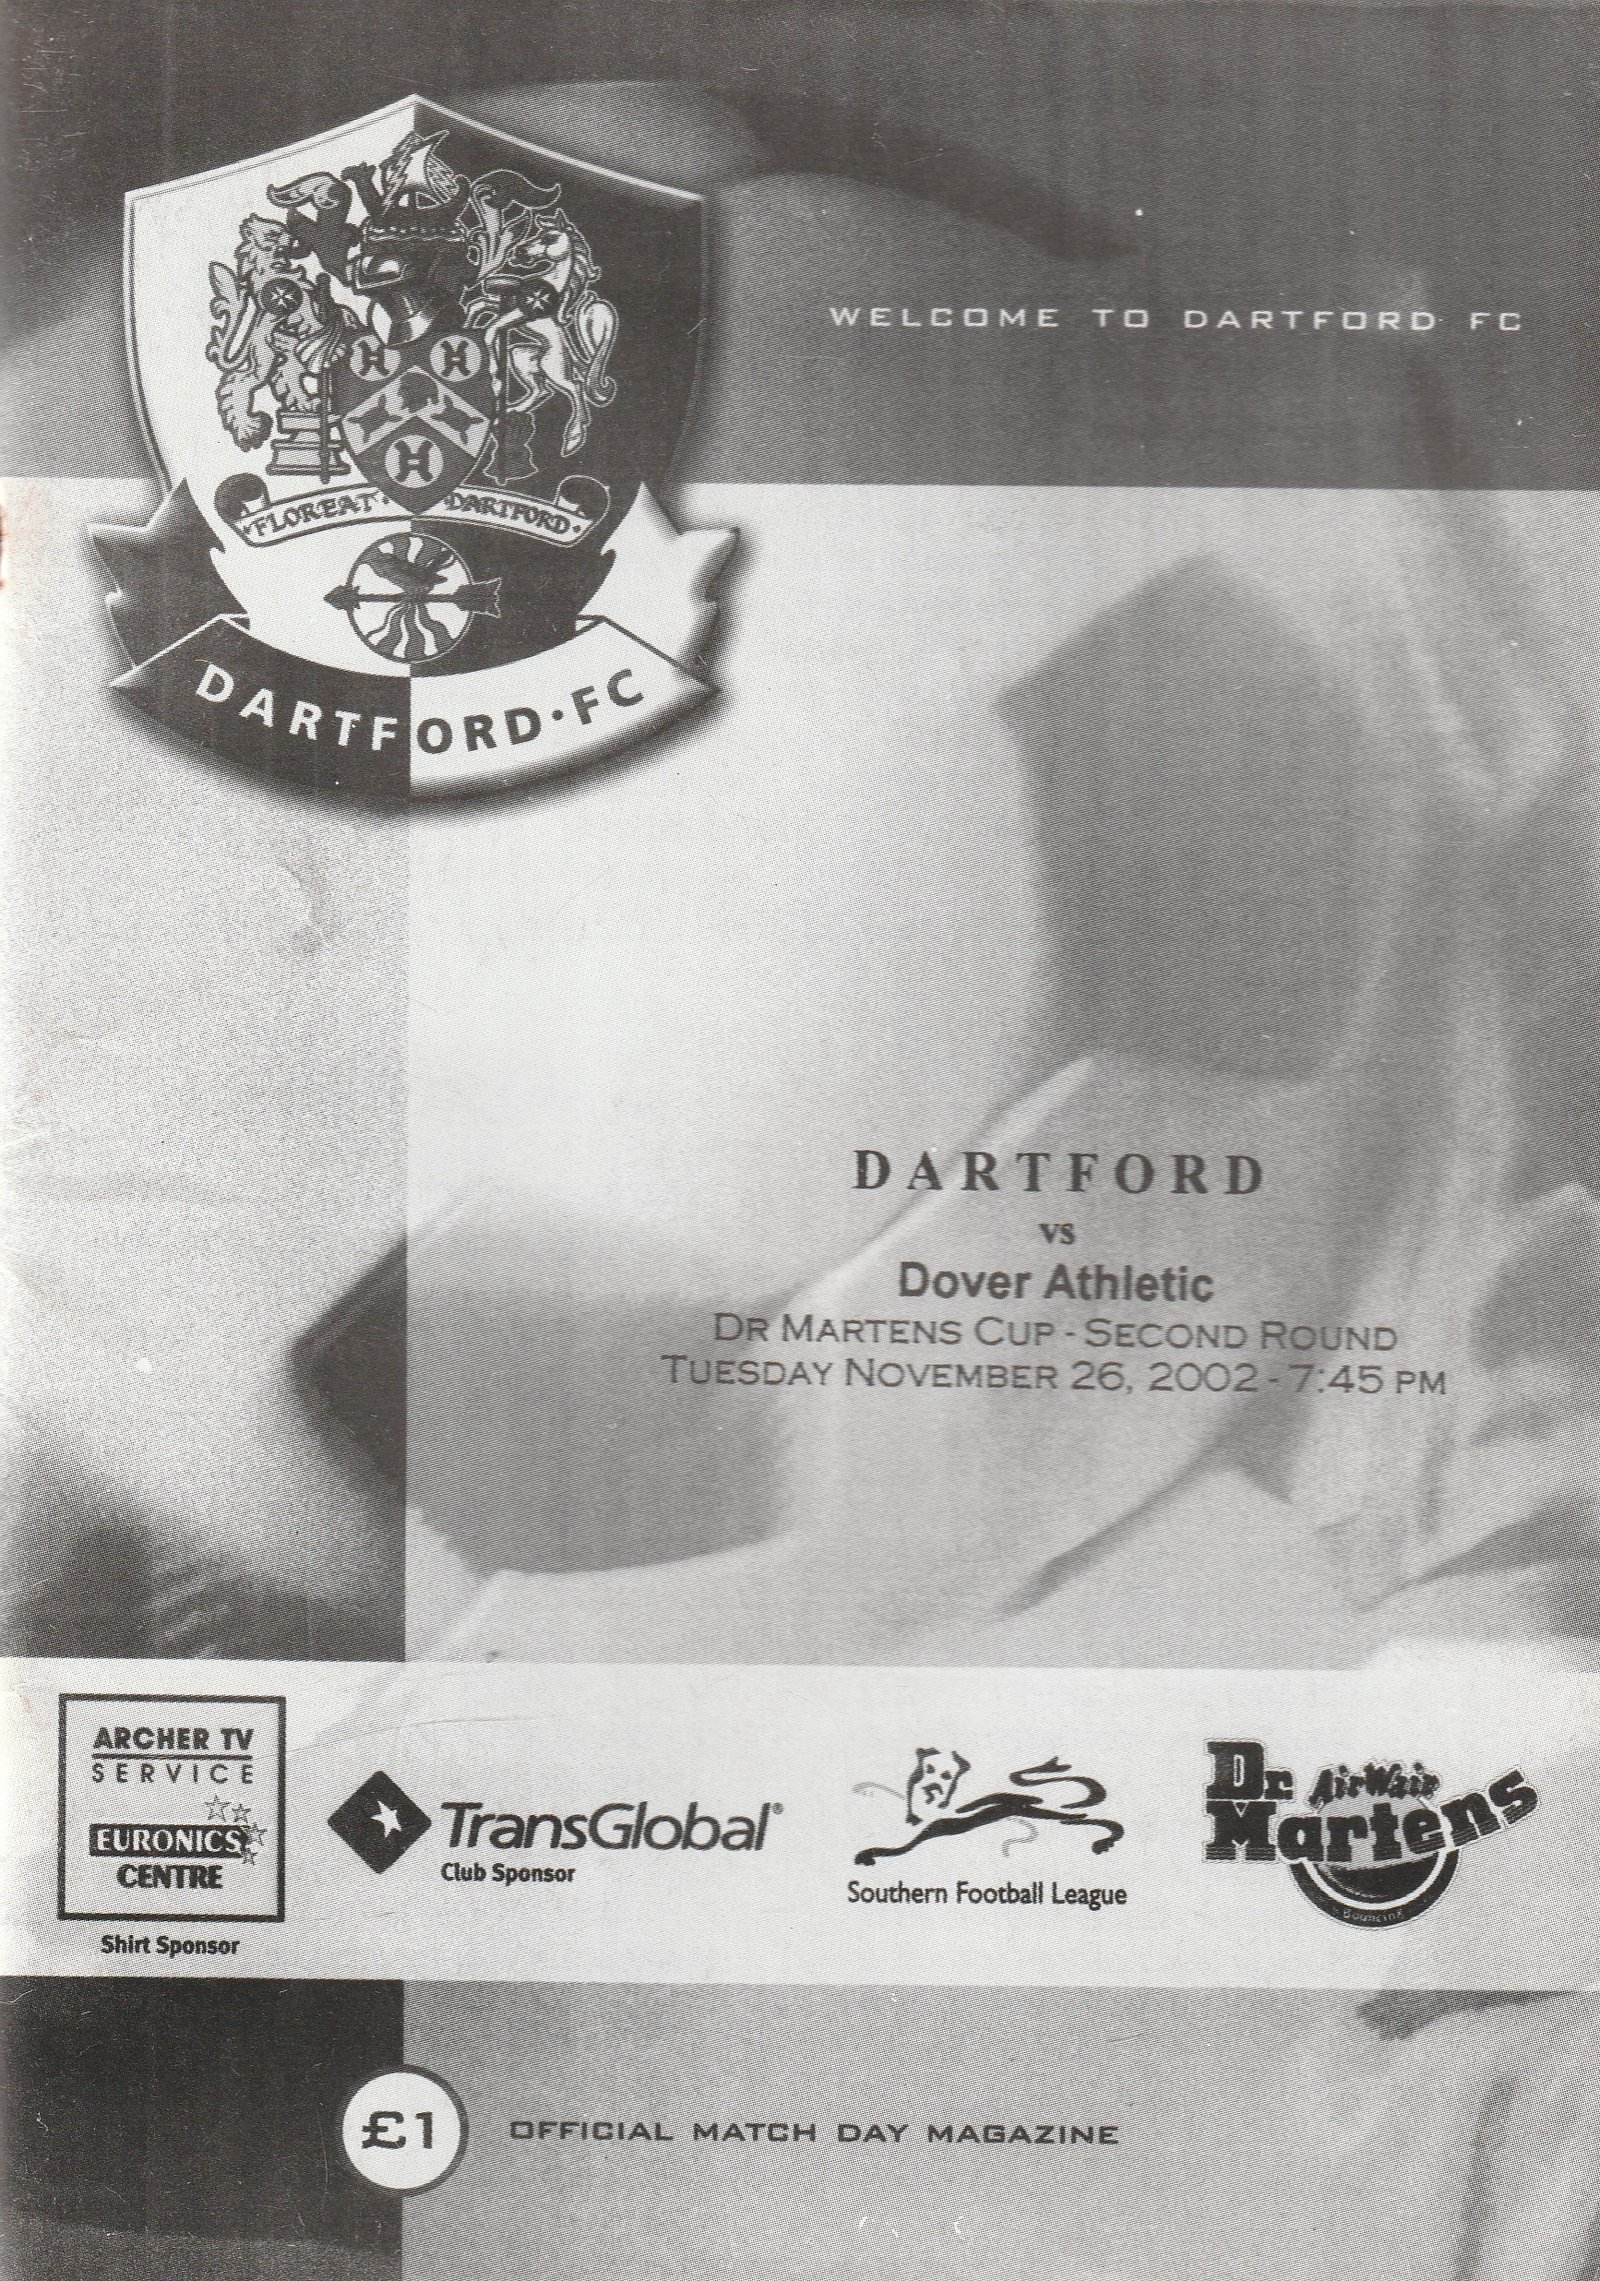 WELCOME TO DARTFORD FC
FLOREAT · DARTFORD
DARTFORD·FC
DARTFORD
vs
Dover Athletic
DR MARTENS CUP - SECOND ROUND
TUESDAY NOVEMBER 26, 2002 - 7:45 PM
ARCHER TV
SERVICE
EURONICS
CENTRE
Shirt Sponsor
TransGlobal®
Club Sponsor
Southern Football League
Dr. AirWair
Martens
£1
OFFICIAL MATCH DAY MAGAZINE